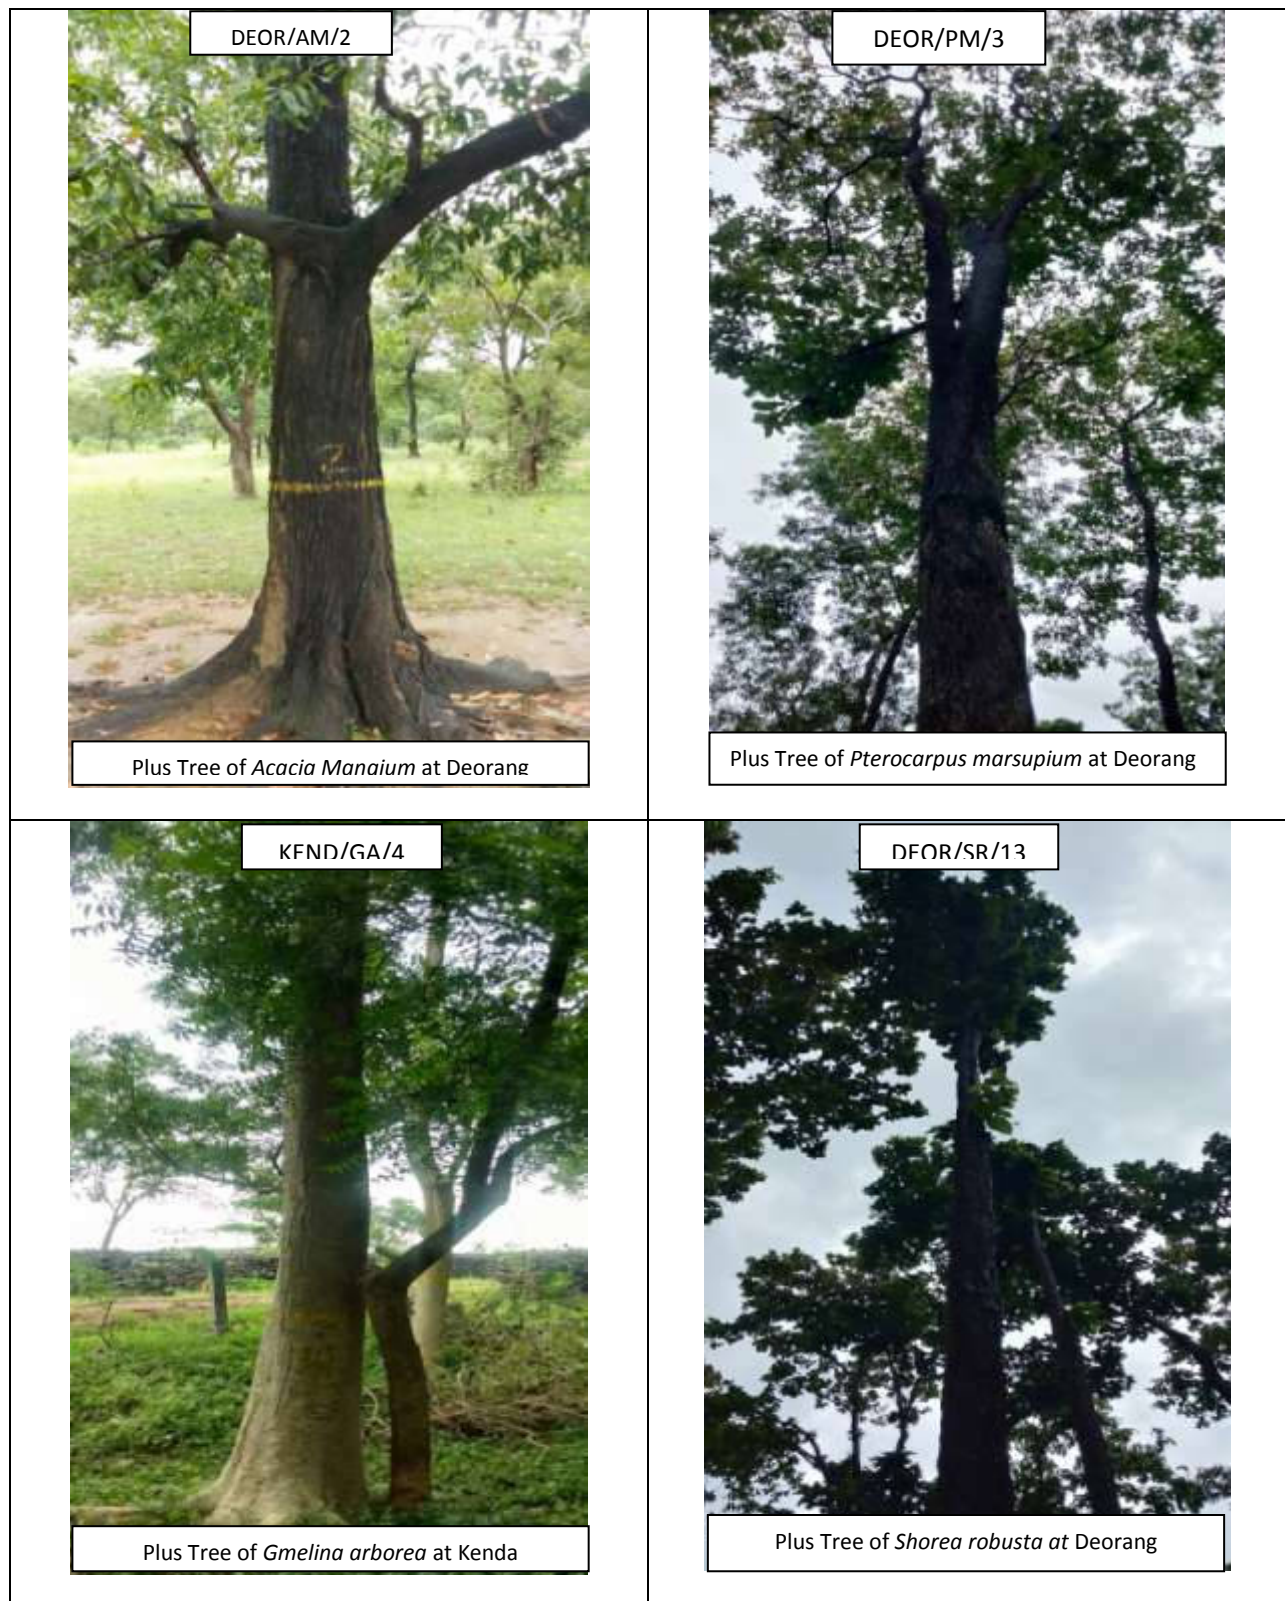 DEOR/AM/2
DEOR/PM/3
2
Plus Tree of Acacia Mangium at Deorang
Plus Tree of Pterocarpus marsupium at Deorang
KEND/GA/4
DEOR/SR/13
Plus Tree of Gmelina arborea at Kenda
Plus Tree of Shorea robusta at Deorang